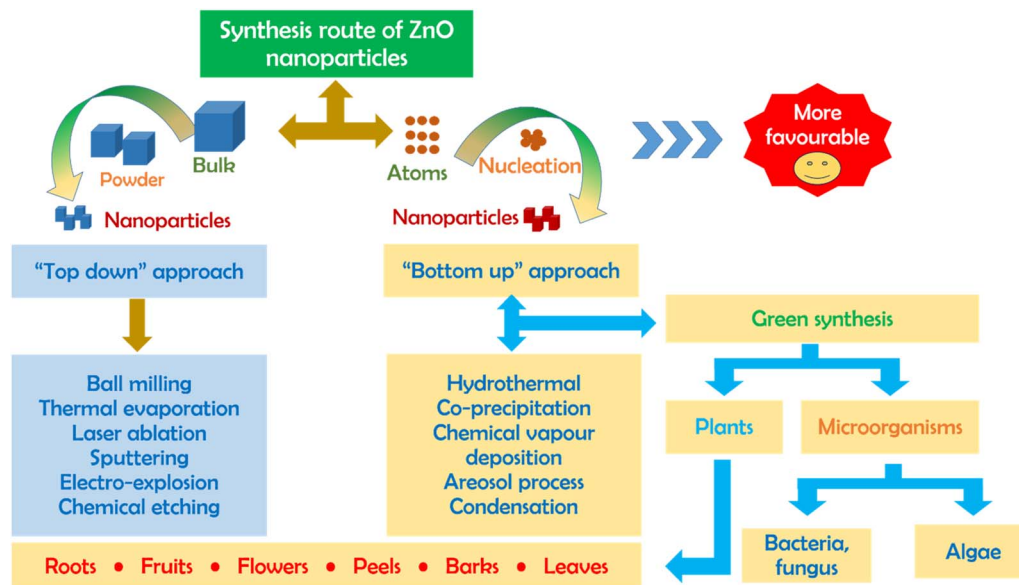 Synthesis route of ZnO
nanoparticles
Bulk
Powder
Nanoparticles
Atoms
Nucleation
Nanoparticles
More
favourable
"Top down" approach
"Bottom up" approach
Green synthesis
Ball milling
Thermal evaporation
Laser ablation
Sputtering
Electro-explosion
Chemical etching
Hydrothermal
Co-precipitation
Chemical vapour
deposition
Areosol process
Condensation
Plants
Microorganisms
Bacteria,
fungus
Algae
Roots • Fruits • Flowers • Peels • Barks • Leaves